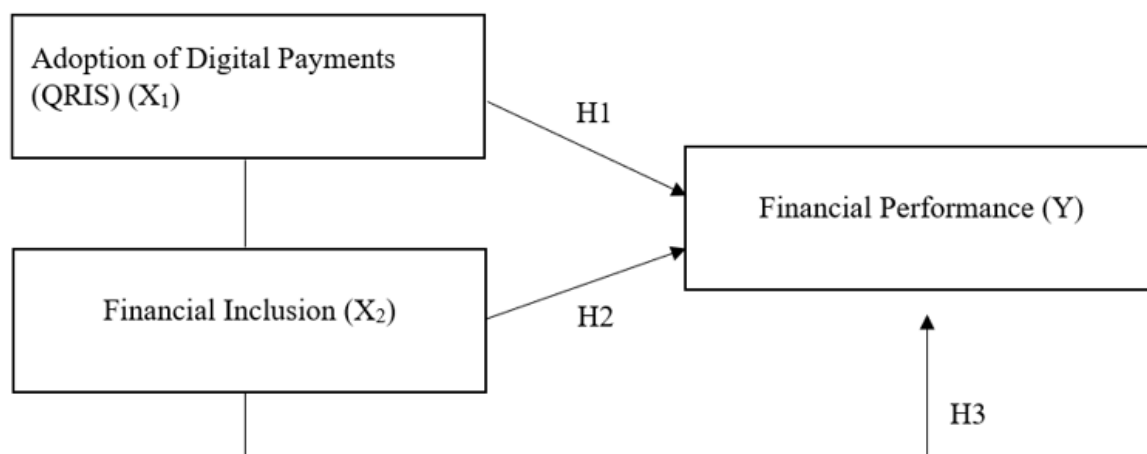 Adoption of Digital Payments
(QRIS) (X₁)
H1
Financial Performance (Y)
Financial Inclusion (X₂)
H2
H3